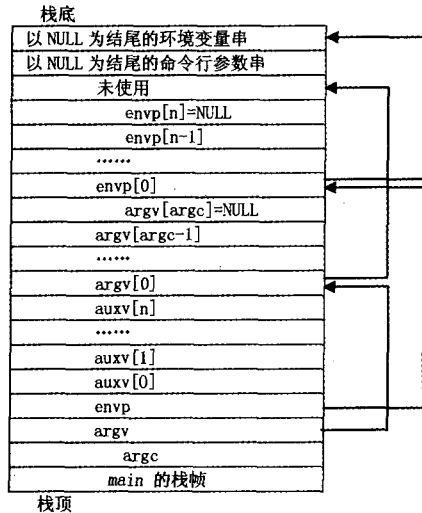 栈底
以 NULL 为结尾的环境变量串
以 NULL 为结尾的命令行参数串
未使用
envp[n]=NULL
envp[n-1]
……
envp[0]
argv[argc]=NULL
argv[argc-1]
……
argv[0]
auxv[n]
……
auxv[1]
auxv[0]
envp
argv
argc
main 的栈帧
栈顶